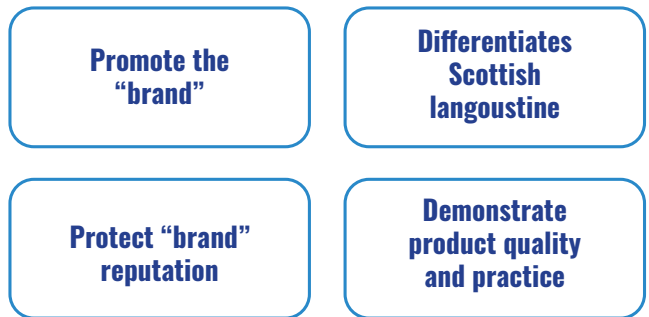 Promote the
“brand”
Differentiates
Scottish
langoustine
Protect “brand”
reputation
Demonstrate
product quality
and practice